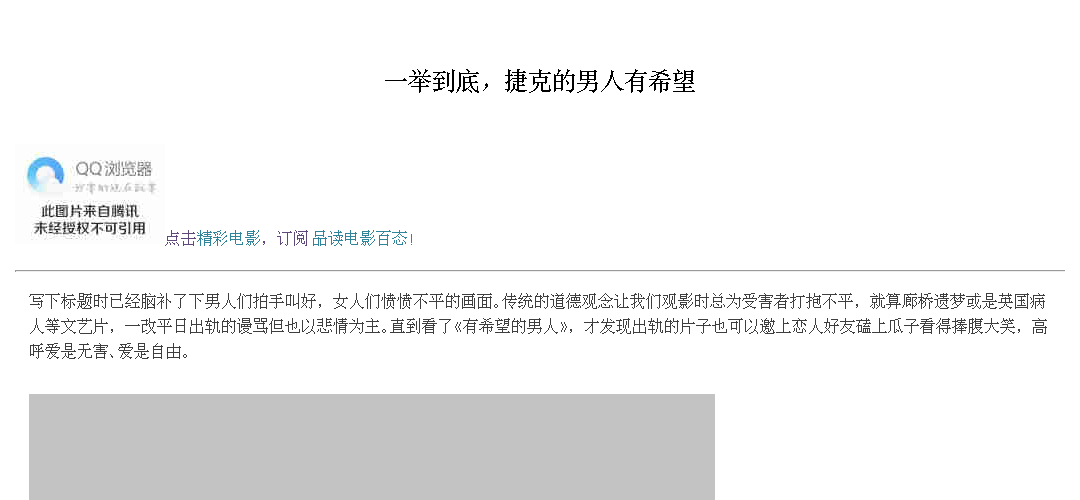 一举到底，捷克的男人有希望
QQ浏览器
此图片来自腾讯
未经授权不可引用
点击精彩电影，订阅 品读电影百态!
写下标题时已经脑补了下男人们拍手叫好，女人们愤愤不平的画面。传统的道德观念让我们观影时总为受害者打抱不平，就算廊桥遗梦或是英国病
人等文艺片，一改平日出轨的谩骂但也以悲情为主。直到看了《有希望的男人》，才发现出轨的片子也可以邀上恋人好友磕上瓜子看得捧腹大笑，高
呼爱是无害、爱是自由。